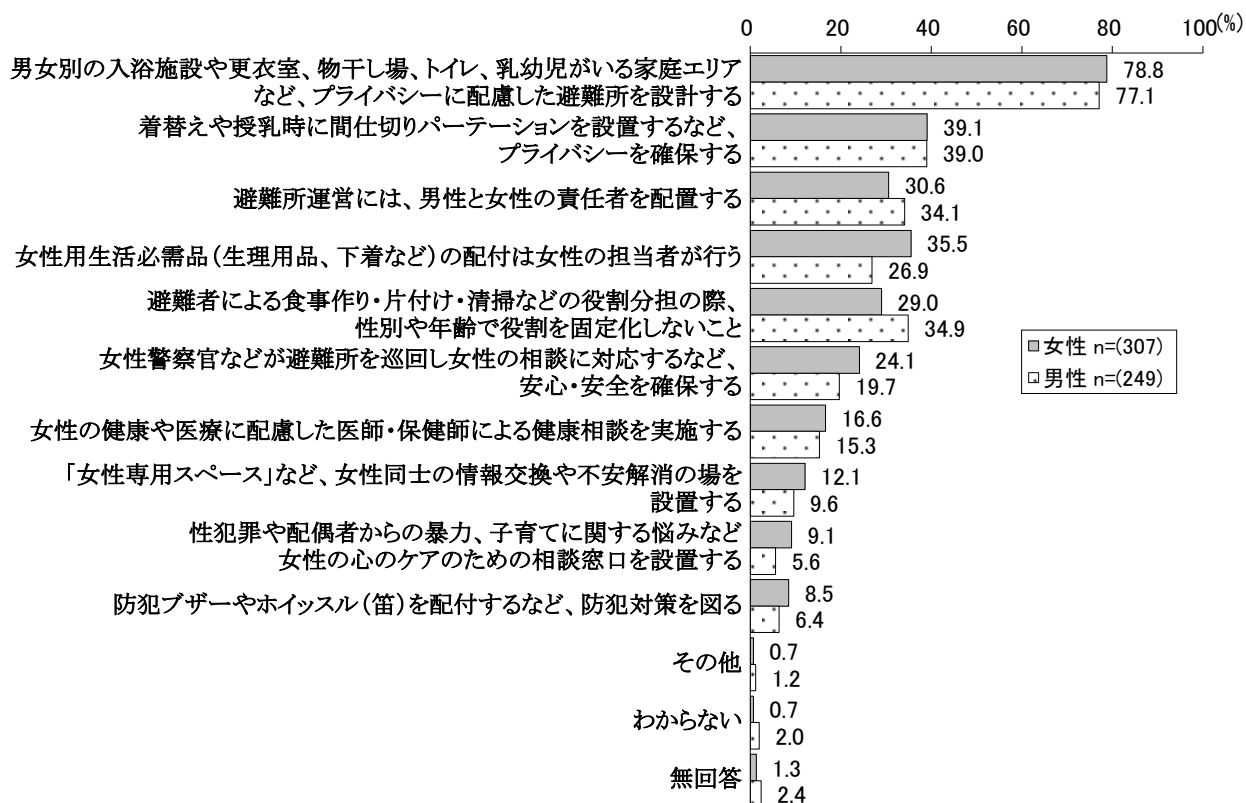 0 20 40 60 80 100(%)
男女別の入浴施設や更衣室、物干し場、トイレ、乳幼児がいる家庭エリア
など、プライバシーに配慮した避難所を設計する
78.8
77.1
着替えや授乳時に間仕切りパーテーションを設置するなど、
プライバシーを確保する
39.1
39.0
避難所運営には、男性と女性の責任者を配置する
30.6
34.1
女性用生活必需品(生理用品、下着など)の配付は女性の担当者が行う
35.5
26.9
避難者による食事作り・片付け・清掃などの役割分担の際、
性別や年齢で役割を固定化しないこと
29.0
34.9
女性警察官などが避難所を巡回し女性の相談に対応するなど、
安心・安全を確保する
24.1
19.7
女性の健康や医療に配慮した医師・保健師による健康相談を実施する
16.6
15.3
「女性専用スペース」など、女性同士の情報交換や不安解消の場を
設置する
12.1
9.6
性犯罪や配偶者からの暴力、子育てに関する悩みなど
女性の心のケアのための相談窓口を設置する
9.1
5.6
防犯ブザーやホイッスル(笛)を配付するなど、防犯対策を図る
8.5
6.4
その他
0.7
1.2
わからない
0.7
2.0
無回答
1.3
2.4
女性 n=(307)
男性 n=(249)